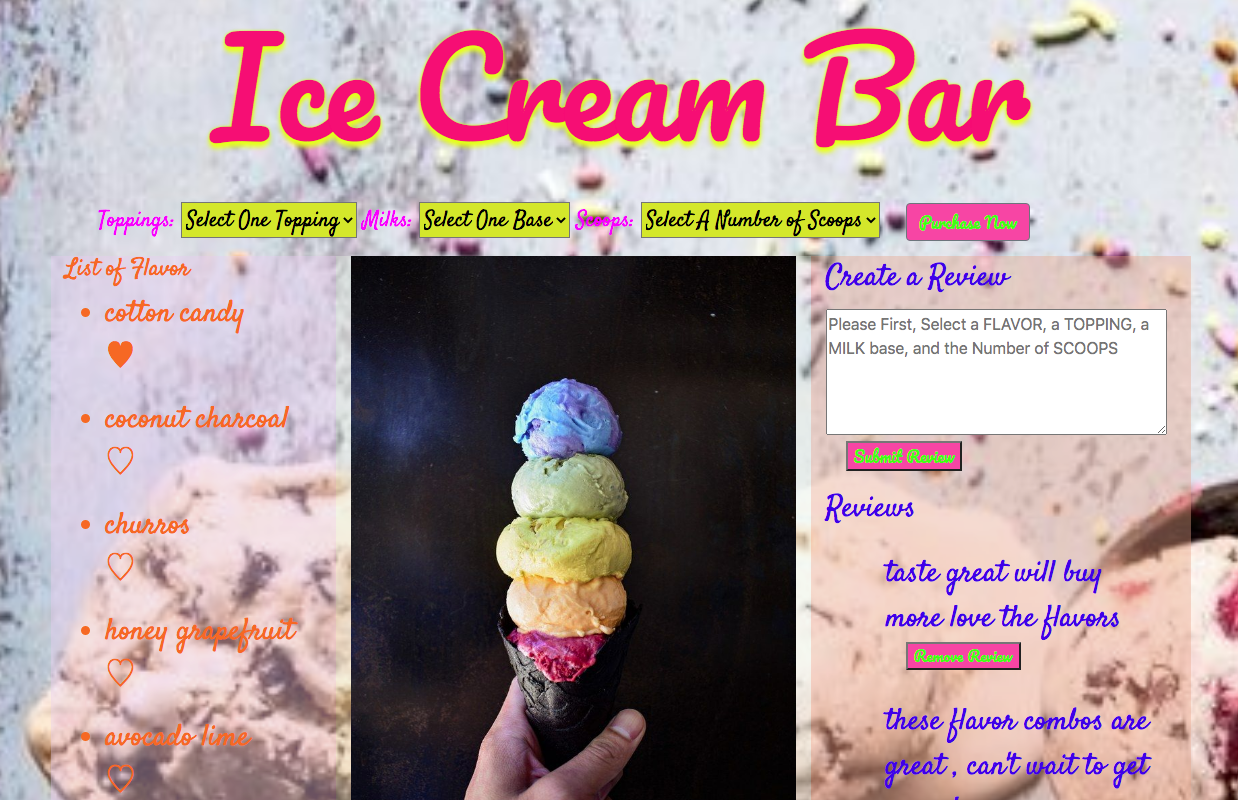 Ice Cream Bar
Toppings: Select One Topping Milks: Select One Base Scoops: Select A Number of Scoops Purchase Now
List of Flavor
cotton candy
coconut charcoal
churros
honey grapefruit
avocado lime
Create a Review
Please First, Select a FLAVOR, a TOPPING, a
MILK base, and the Number of SCOOPS
Submit Review
Reviews
taste great will buy
more love the flavors
Remove Review
these flavor combos are
great , can't wait to get